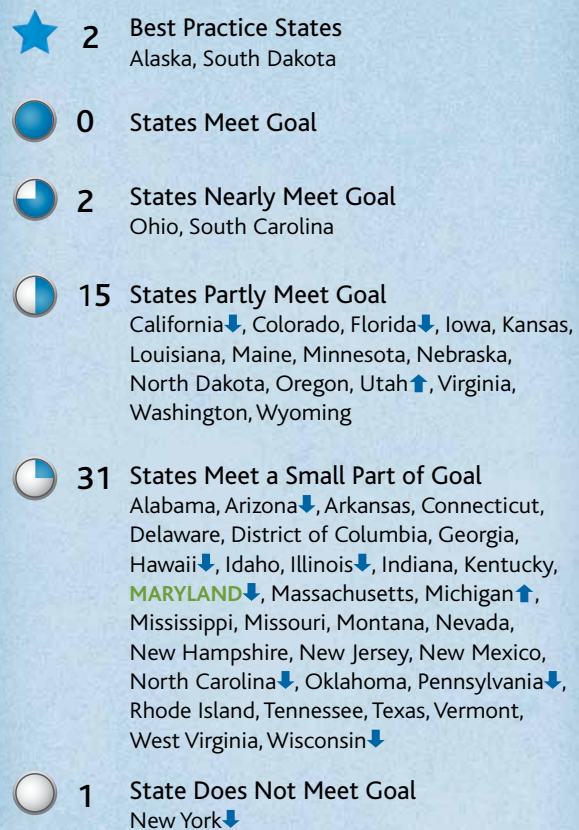 2 Best Practice States
Alaska, South Dakota
0 States Meet Goal
2 States Nearly Meet Goal
Ohio, South Carolina
15 States Partly Meet Goal
California⬇, Colorado, Florida⬇, Iowa, Kansas,
Louisiana, Maine, Minnesota, Nebraska,
North Dakota, Oregon, Utah⬆, Virginia,
Washington, Wyoming
31 States Meet a Small Part of Goal
Alabama, Arizona⬇, Arkansas, Connecticut,
Delaware, District of Columbia, Georgia,
Hawaii⬇, Idaho, Illinois⬇, Indiana, Kentucky,
MARYLAND⬇, Massachusetts, Michigan⬆,
Mississippi, Missouri, Montana, Nevada,
New Hampshire, New Jersey, New Mexico,
North Carolina⬇, Oklahoma, Pennsylvania⬇,
Rhode Island, Tennessee, Texas, Vermont,
West Virginia, Wisconsin⬇
1 State Does Not Meet Goal
New York⬇